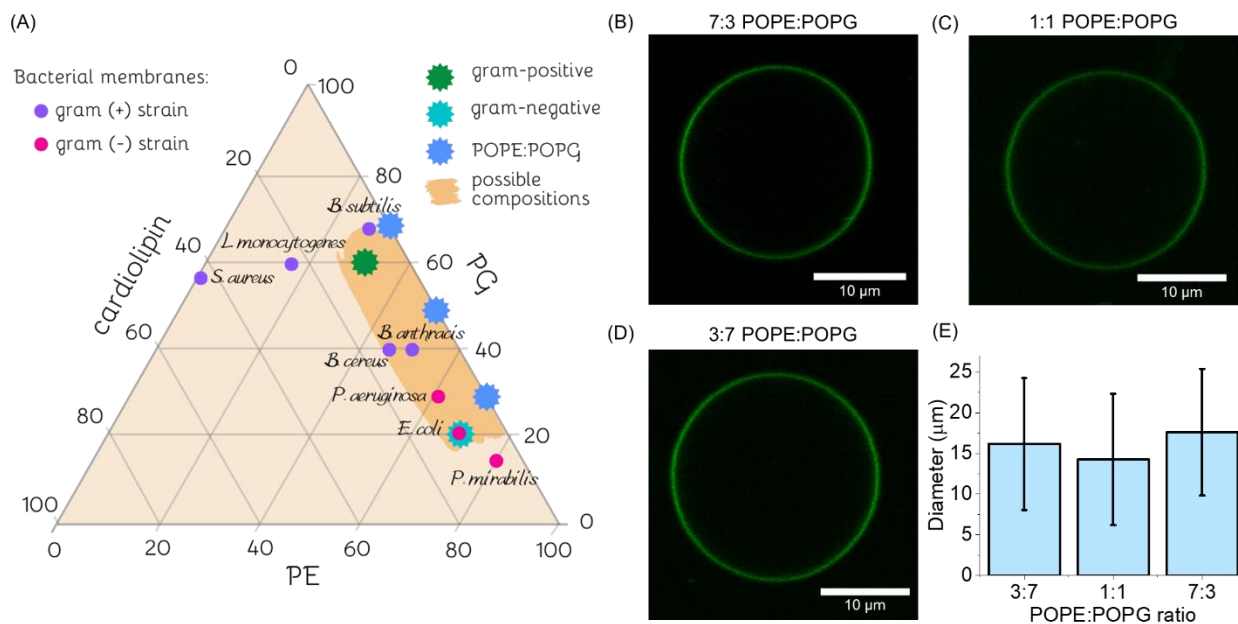 (A)
Bacterial membranes:
gram (+) strain
gram (-) strain
gram-positive
gram-negative
POPE:POPG
possible
compositions
0
100
20
80
B. subtilis
L. monocytogenes
40
60
PG
S. aureus
cardiolipin
60
B. anthracis
40
B. cereus
P. aeruginosa
80
E. coli
20
P. mirabilis
100
0
0
20
40
60
80
100
PE
(B)
7:3 POPE:POPG
10 μm
(C)
1:1 POPE:POPG
10 μm
(D)
3:7 POPE:POPG
10 μm
(E)
Diameter (μm)
25
20
15
10
5
0
3:7
1:1
7:3
POPE:POPG ratio